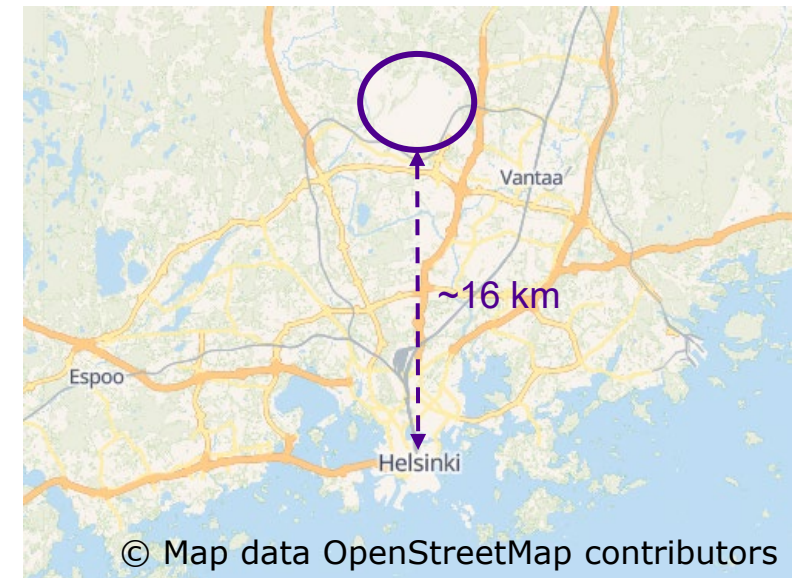 Vantaa
~16 km
Espoo
Helsinki
© Map data OpenStreetMap contributors